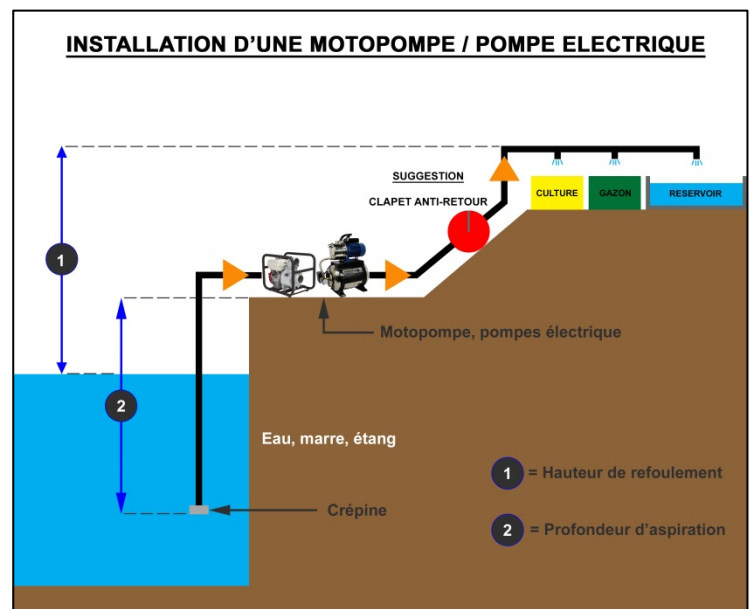 INSTALLATION D'UNE MOTOPOMPE / POMPE ELECTRIQUE
SUGGESTION
CLAPET ANTI-RETOUR
CULTURE
GAZON
RESERVOIR
1
Motopompe, pompes électrique
2
Eau, marre, étang
1 = Hauteur de refoulement
Crépine
2 = Profondeur d'aspiration